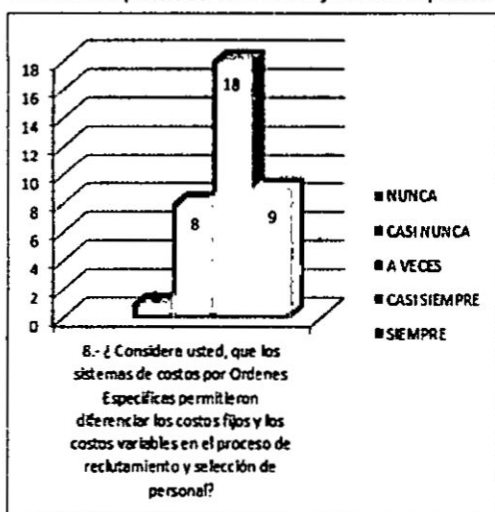 18
16
14
12
10
8
6
4
2
0
18
8
9
NUNCA
CASI NUNCA
A VECES
CASI SIEMPRE
SIEMPRE
8.- ¿ Considera usted, que los
sistemas de costos por Ordenes
Especificas permitieron
diferenciar los costos fijos y los
costos variables en el proceso de
reclutamiento y selección de
personal?